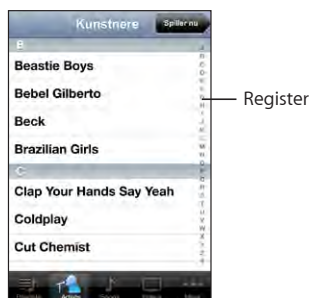 Kunstnere
Spiller nu
B
Beastie Boys
Bebel Gilberto
Register
Beck
Brazilian Girls
C
Clap Your Hands Say Yeah
Coldplay
Cut Chemist
Artists